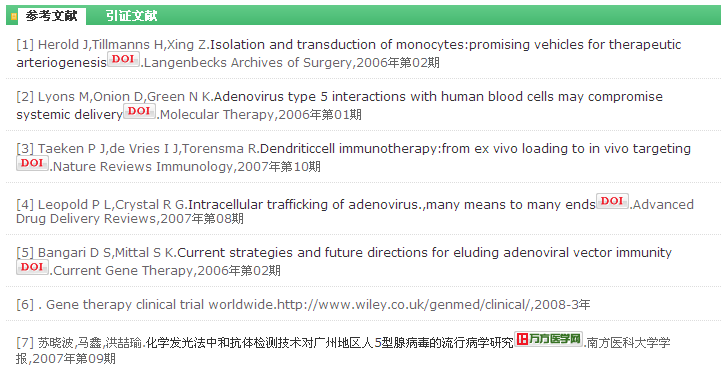 参考文献 引证文献
[1] Herold J,Tillmanns H,Xing Z.Isolation and transduction of monocytes:promising vehicles for therapeutic
arteriogenesis DOI .Langenbecks Archives of Surgery,2006年第02期
[2] Lyons M,Onion D,Green N K.Adenovirus type 5 interactions with human blood cells may compromise
systemic delivery DOI .Molecular Therapy,2006年第01期
[3] Taeken P J,de Vries I J,Torensma R.Dendriticcell immunotherapy:from ex vivo loading to in vivo targeting
DOI .Nature Reviews Immunology,2007年第10期
[4] Leopold P L,Crystal R G.Intracellular trafficking of adenovirus.,many means to many ends DOI .Advanced
Drug Delivery Reviews,2007年第08期
[5] Bangari D S,Mittal S K.Current strategies and future directions for eluding adenoviral vector immunity
DOI .Current Gene Therapy,2006年第02期
[6] . Gene therapy clinical trial worldwide.http://www.wiley.co.uk/genmed/clinical/,2008-3年
[7] 苏晓波,马鑫,洪喆瑜.化学发光法中和抗体检测技术对广州地区人5型腺病毒的流行病学研究 万方医学网 .南方医科大学学
报,2007年第09期